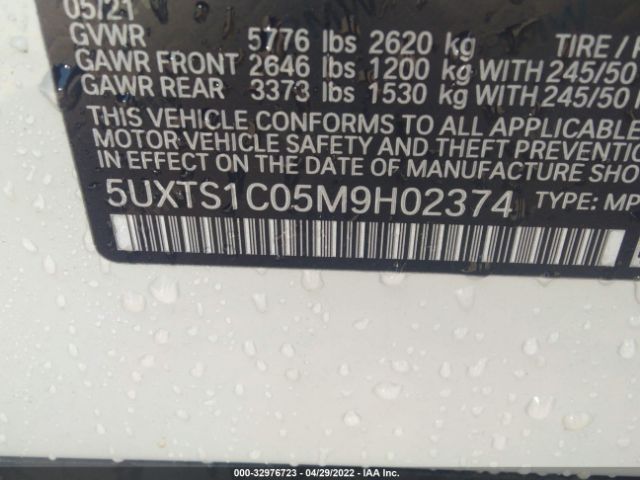 05/21
GVWR 5776 lbs 2620 kg TIRE /
GAWR FRONT 2646 lbs 1200 kg WITH 245/50
GAWR REAR 3373 lbs 1530 kg WITH 245/50
THIS VEHICLE CONFORMS TO ALL APPLICABLE
MOTOR VEHICLE SAFETY AND THEFT PREVENTION
IN EFFECT ON THE DATE OF MANUFACTURE SHO
5UXTS1C05M9H02374 TYPE: MP
000-32976723 - 04/29/2022 - IAA Inc.